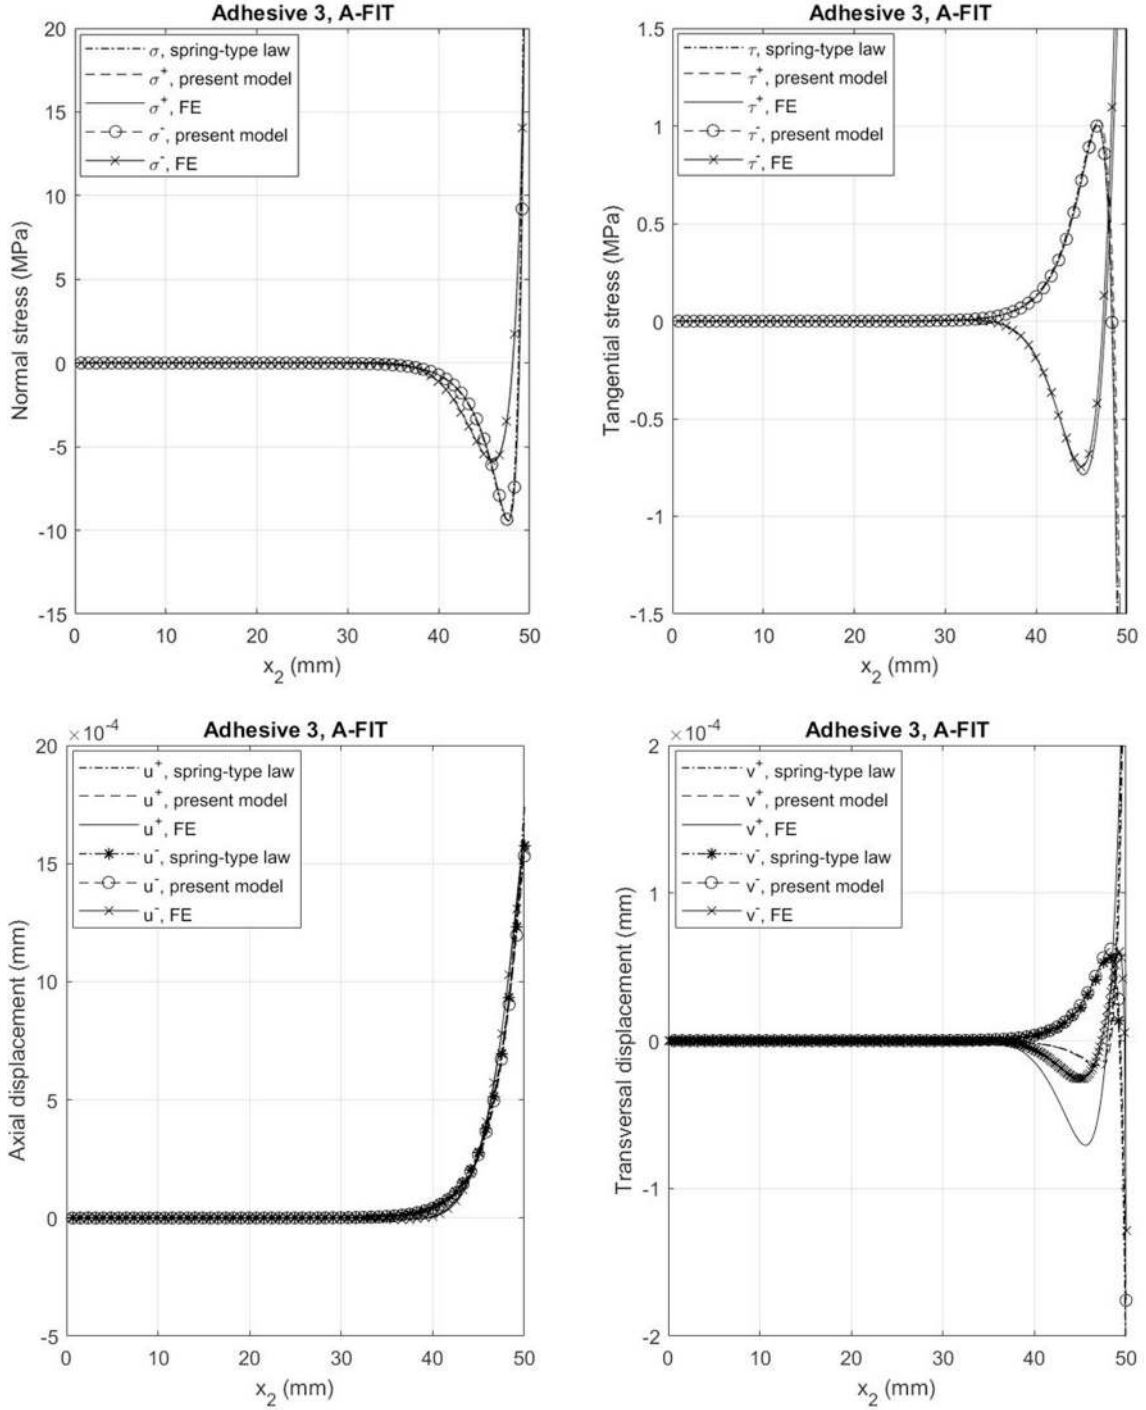 Adhesive 3, A-FIT
σ, spring-type law
σ⁺, present model
σ⁺, FE
σ⁻, present model
σ⁻, FE
20
15
10
5
0
-5
-10
-15
Normal stress (MPa)
0 10 20 30 40 50
x₂ (mm)
Adhesive 3, A-FIT
τ, spring-type law
τ⁺, present model
τ⁺, FE
τ⁻, present model
τ⁻, FE
1.5
1
0.5
0
-0.5
-1
-1.5
Tangential stress (MPa)
0 10 20 30 40 50
x₂ (mm)
×10⁻⁴
Adhesive 3, A-FIT
u⁺, spring-type law
u⁺, present model
u⁺, FE
u⁻, spring-type law
u⁻, present model
u⁻, FE
20
15
10
5
0
-5
Axial displacement (mm)
0 10 20 30 40 50
x₂ (mm)
×10⁻⁴
Adhesive 3, A-FIT
v⁺, spring-type law
v⁺, present model
v⁺, FE
v⁻, spring-type law
v⁻, present model
v⁻, FE
2
1
0
-1
-2
Transversal displacement (mm)
0 10 20 30 40 50
x₂ (mm)